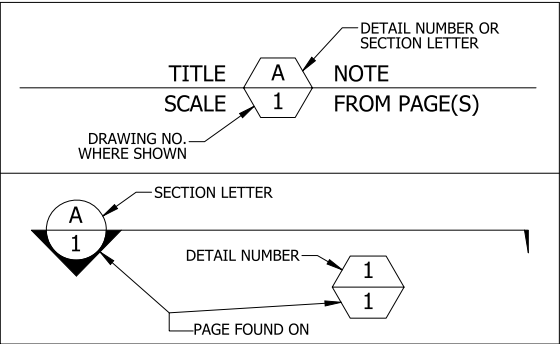 DETAIL NUMBER OR
SECTION LETTER
TITLE A NOTE
SCALE 1 FROM PAGE(S)
DRAWING NO.
WHERE SHOWN
SECTION LETTER
A
1
DETAIL NUMBER
1
1
PAGE FOUND ON